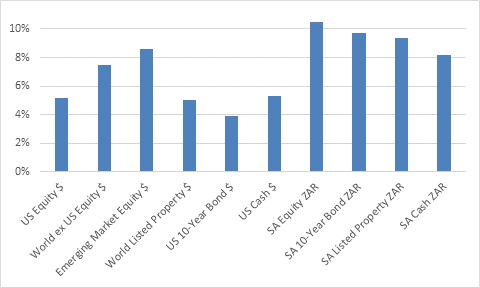 10%
8%
6%
4%
2%
0%
US Equity $
World ex US Equity $
Emerging Market Equity $
World Listed Property $
US 10-Year Bond $
US Cash $
SA Equity ZAR
SA 10-Year Bond ZAR
SA Listed Property ZAR
SA Cash ZAR